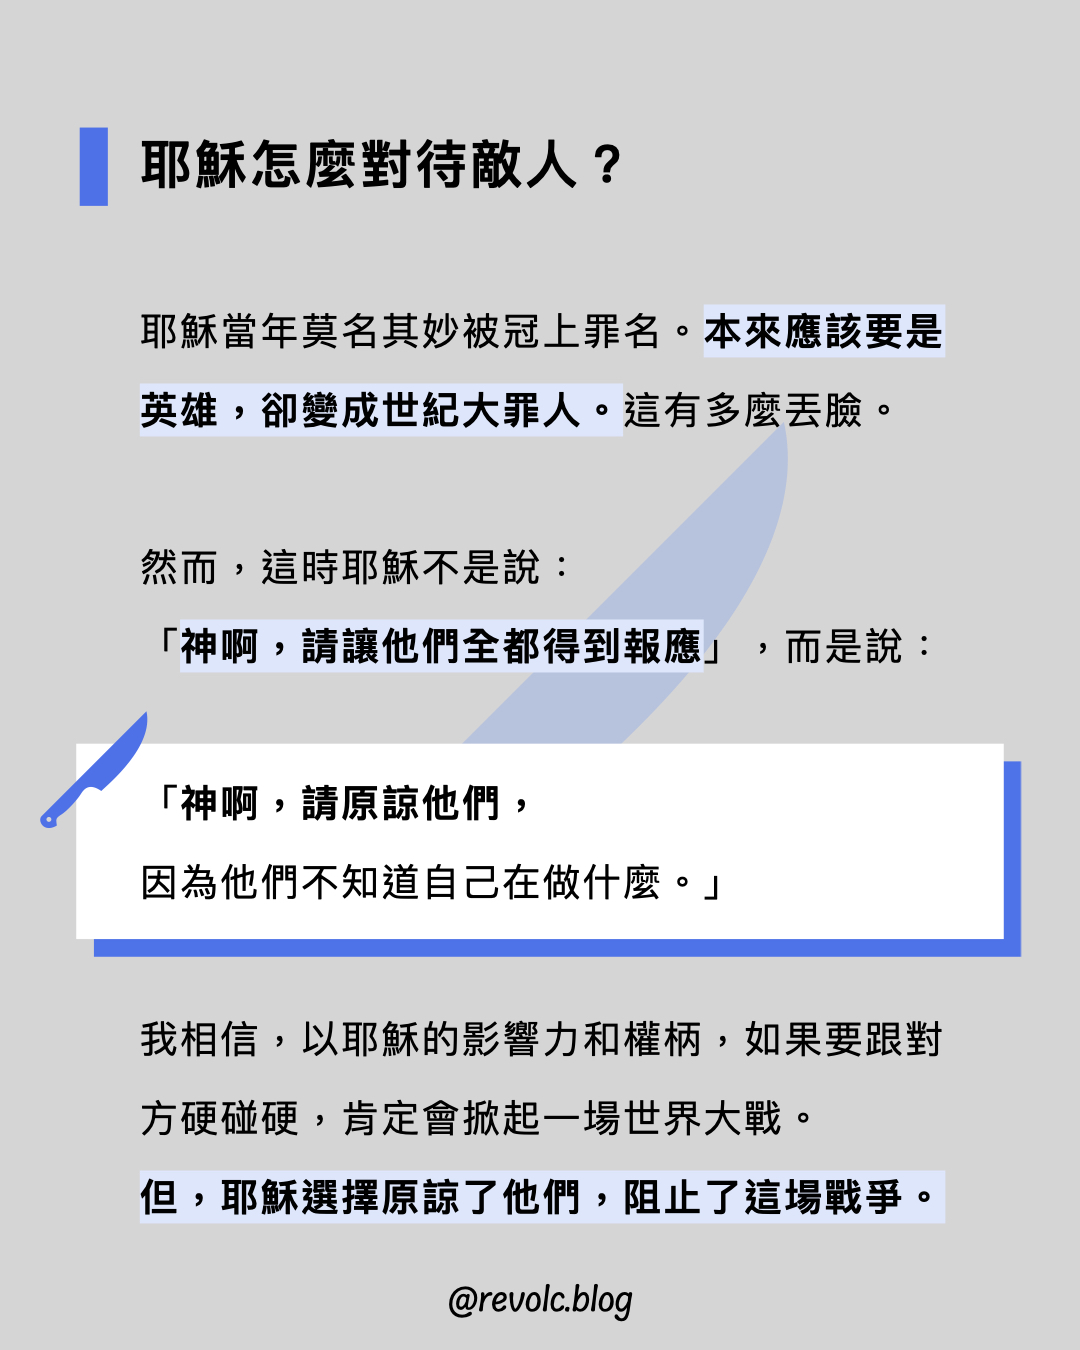 耶穌怎麼對待敵人？
耶穌當年莫名其妙被冠上罪名。本來應該要是
英雄，卻變成世紀大罪人。這有多麼丟臉。
然而，這時耶穌不是說：
「神啊，請讓他們全都得到報應」，而是說：
「神啊，請原諒他們，
因為他們不知道自己在做什麼。」
我相信，以耶穌的影響力和權柄，如果要跟對
方硬碰硬，肯定會掀起一場世界大戰。
但，耶穌選擇原諒了他們，阻止了這場戰爭。
@revolc.blog